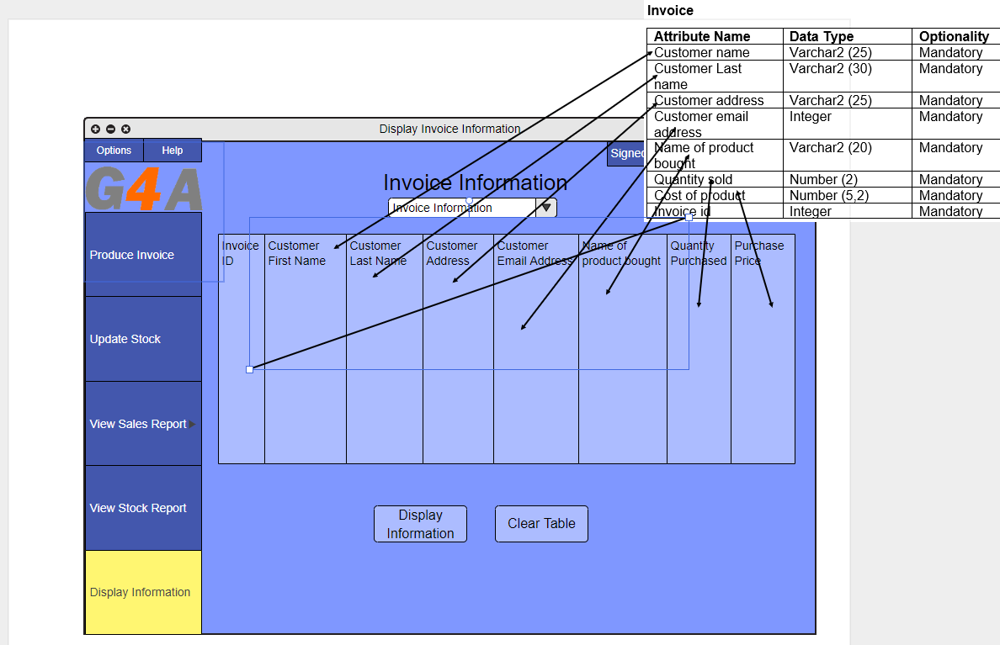 Invoice
Attribute Name Data Type Optionality
Customer name Varchar2 (25) Mandatory
Customer Last Varchar2 (30) Mandatory
name
Customer address Varchar2 (25) Mandatory
Customer email Integer Mandatory
address
Name of product Varchar2 (20) Mandatory
bought
Quantity sold Number (2) Mandatory
Cost of product Number (5,2) Mandatory
Invoice id Integer Mandatory
Display Invoice Information
Options Help
Signed
G4A
Invoice Information
Invoice Information
Produce Invoice
Update Stock
View Sales Report
View Stock Report
Display Information
Invoice Customer Customer Customer Customer Name of Quantity Purchase
ID First Name Last Name Address Email Address product bought Purchased Price
Display
Information
Clear Table